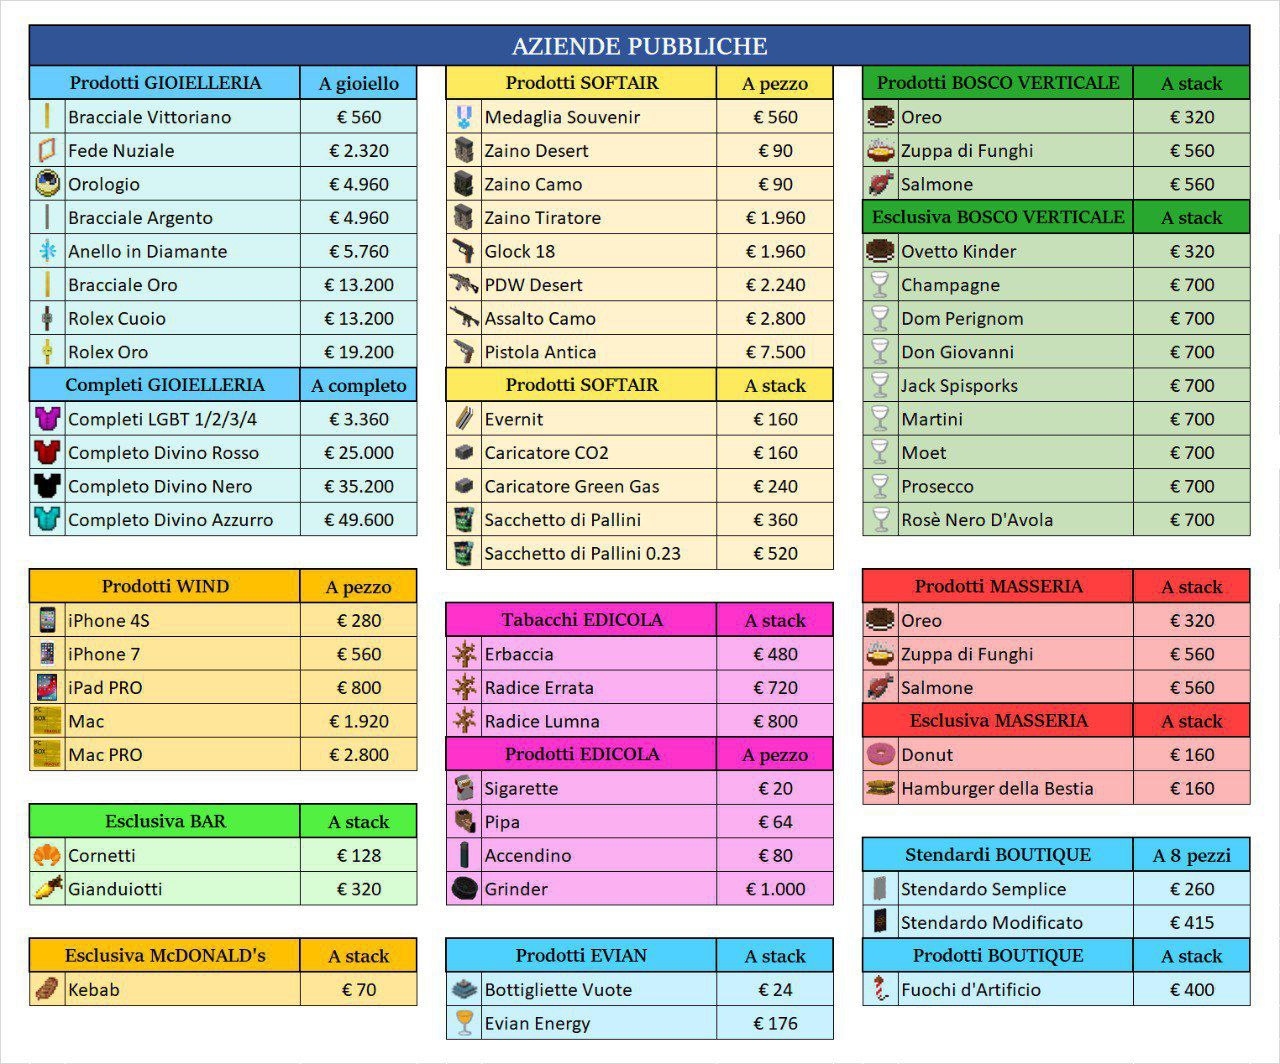 AZIENDE PUBBLICHE
Prodotti GIOIELLERIA A gioiello
Bracciale Vittoriano € 560
Fede Nuziale € 2.320
Orologio € 4.960
Bracciale Argento € 4.960
Anello in Diamante € 5.760
Bracciale Oro € 13.200
Rolex Cuoio € 13.200
Rolex Oro € 19.200
Completi GIOIELLERIA A completo
Completi LGBT 1/2/3/4 € 3.360
Completo Divino Rosso € 25.000
Completo Divino Nero € 35.200
Completo Divino Azzurro € 49.600
Prodotti WIND A pezzo
iPhone 4S € 280
iPhone 7 € 560
iPad PRO € 800
Mac € 1.920
Mac PRO € 2.800
Esclusiva BAR A stack
Cornetti € 128
Gianduiotti € 320
Esclusiva McDONALD's A stack
Kebab € 70
Prodotti SOFTAIR A pezzo
Medaglia Souvenir € 560
Zaino Desert € 90
Zaino Camo € 90
Zaino Tiratore € 1.960
Glock 18 € 1.960
PDW Desert € 2.240
Assalto Camo € 2.800
Pistola Antica € 7.500
Prodotti SOFTAIR A stack
Evernit € 160
Caricatore CO2 € 160
Caricatore Green Gas € 240
Sacchetto di Pallini € 360
Sacchetto di Pallini 0.23 € 520
Tabacchi EDICOLA A stack
Erbaccia € 480
Radice Errata € 720
Radice Lumna € 800
Prodotti EDICOLA A pezzo
Sigarette € 20
Pipa € 64
Accendino € 80
Grinder € 1.000
Prodotti EVIAN A stack
Bottigliette Vuote € 24
Evian Energy € 176
Prodotti BOSCO VERTICALE A stack
Oreo € 320
Zuppa di Funghi € 560
Salmone € 560
Esclusiva BOSCO VERTICALE A stack
Ovetto Kinder € 320
Champagne € 700
Dom Perignom € 700
Don Giovanni € 700
Jack Spisporks € 700
Martini € 700
Moet € 700
Prosecco € 700
Rosè Nero D'Avola € 700
Prodotti MASSERIA A stack
Oreo € 320
Zuppa di Funghi € 560
Salmone € 560
Esclusiva MASSERIA A stack
Donut € 160
Hamburger della Bestia € 160
Stendardi BOUTIQUE A 8 pezzi
Stendardo Semplice € 260
Stendardo Modificato € 415
Prodotti BOUTIQUE A stack
Fuochi d'Artificio € 400